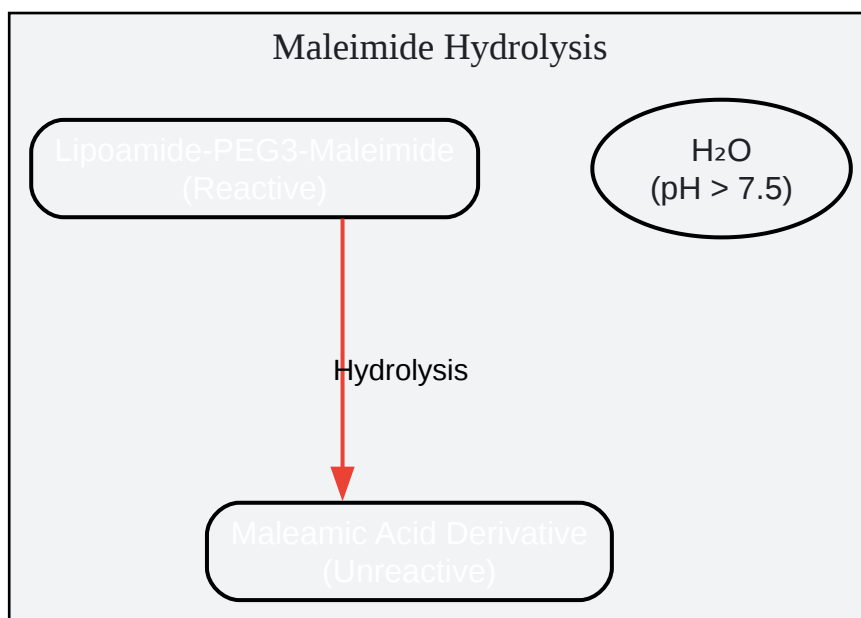 Maleimide Hydrolysis
Lipoamide-PEG3-Maleimide
(Reactive)
H₂O
(pH > 7.5)
Hydrolysis
Maleamic Acid Derivative
(Unreactive)